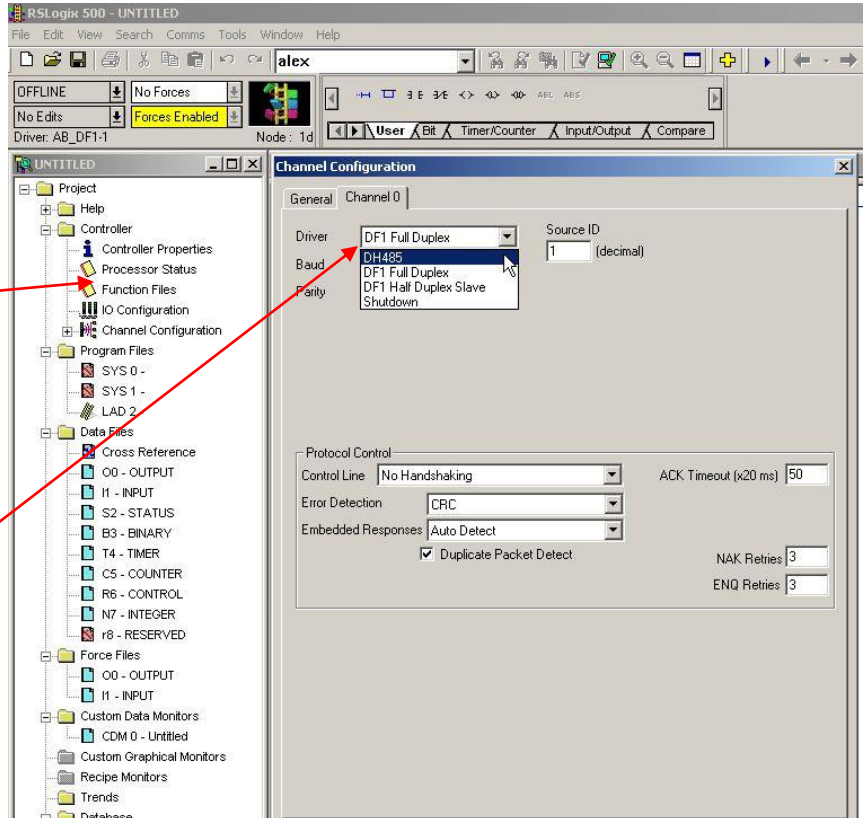 RSLogix 500 - UNTITLED
File Edit View Search Comms Tools Window Help
alex
OFFLINE No Forces
No Edits Forces Enabled
Driver: AB_DF1-1 Node : 1d
ABL ABS
User Bit Timer/Counter Input/Output Compare
UNTITLED
Project
Help
Controller
Controller Properties
Processor Status
Function Files
IO Configuration
Channel Configuration
Program Files
SYS 0 -
SYS 1 -
LAD 2 -
Data Files
Cross Reference
O0 - OUTPUT
I1 - INPUT
S2 - STATUS
B3 - BINARY
T4 - TIMER
C5 - COUNTER
R6 - CONTROL
N7 - INTEGER
r8 - RESERVED
Force Files
O0 - OUTPUT
I1 - INPUT
Custom Data Monitors
CDM 0 - Untitled
Custom Graphical Monitors
Recipe Monitors
Trends
Database
Channel Configuration
General Channel 0
Driver DF1 Full Duplex
Source ID
1 (decimal)
Baud
Parity
DH485
DF1 Full Duplex
DF1 Half Duplex Slave
Shutdown
Protocol Control
Control Line No Handshaking
ACK Timeout (x20 ms) 50
Error Detection CRC
Embedded Responses Auto Detect
Duplicate Packet Detect
NAK Retries 3
ENQ Retries 3